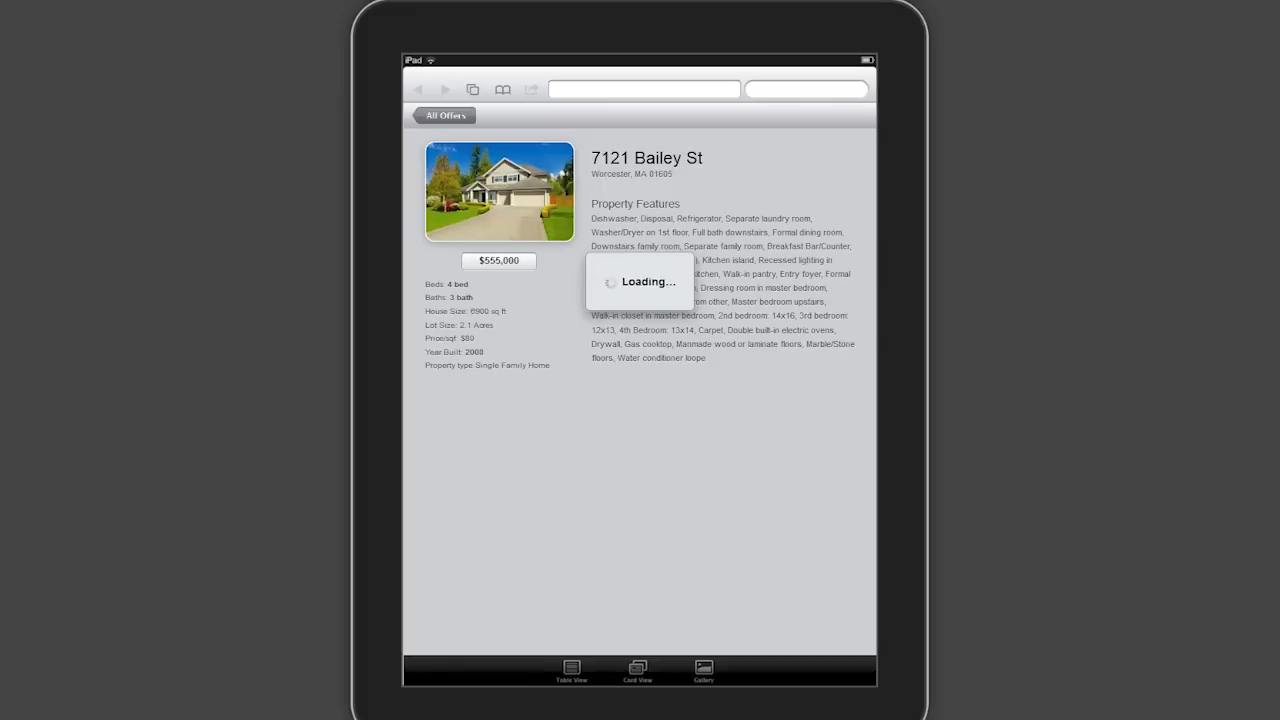 iPad
All Offers
7121 Bailey St
Worcester, MA 01605
Property Features
Dishwasher, Disposal, Refrigerator, Separate laundry room,
Washer/Dryer on 1st floor, Full bath downstairs, Formal dining room,
Downstairs family room, Separate family room, Breakfast Bar/Counter,
), Kitchen island, Recessed lighting in
itchen, Walk-in pantry, Entry foyer, Formal
, Dressing room in master bedroom,
om other, Master bedroom upstairs,
Walk-in closet in master bedroom, 2nd bedroom: 14x16, 3rd bedroom:
12x13, 4th Bedroom: 13x14, Carpet, Double built-in electric ovens,
Drywall, Gas cooktop, Manmade wood or laminate floors, Marble/Stone
floors, Water conditioner loope
$555,000
Beds: 4 bed
Baths: 3 bath
House Size: 6900 sq ft
Lot Size: 2.1 Acres
Price/sqf: $80
Year Built: 2008
Property type Single Family Home
Loading...
Table View
Card View
Gallery